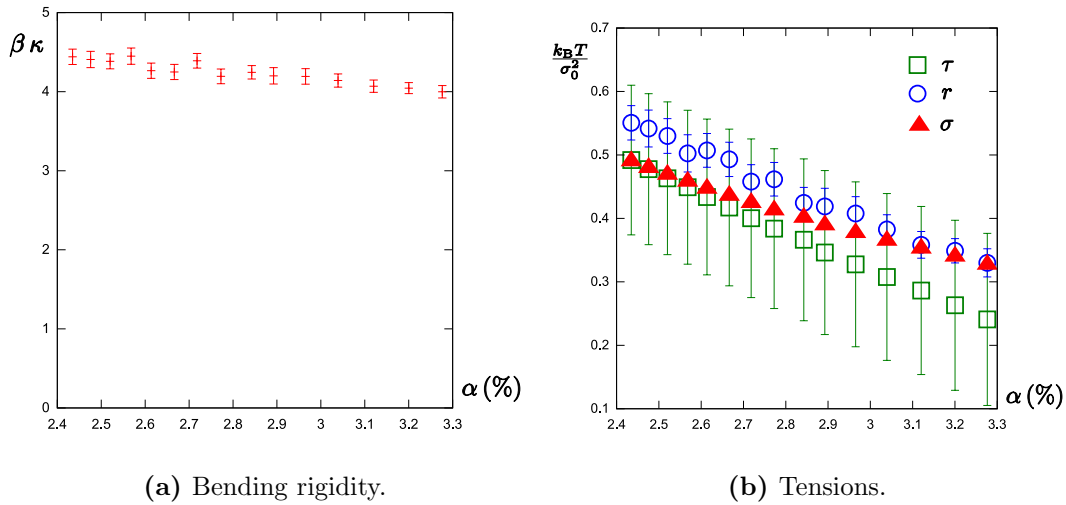 β κ
5
4
3
2
1
0
2.4 2.5 2.6 2.7 2.8 2.9 3 3.1 3.2 3.3
α (%)
k_B T / σ_0^2
0.7
0.6
0.5
0.4
0.3
0.2
0.1
2.4 2.5 2.6 2.7 2.8 2.9 3 3.1 3.2 3.3
α (%)
τ
r
σ
(a) Bending rigidity.
(b) Tensions.